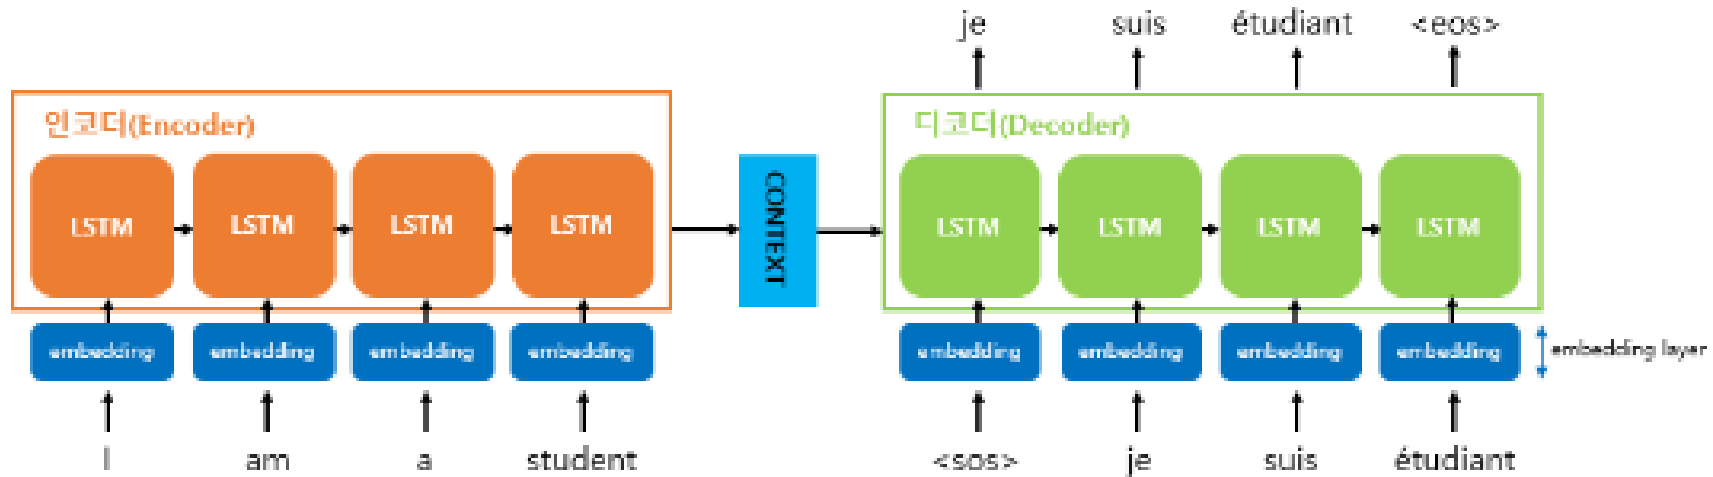 je suis étudiant <eos>
인코더(Encoder)
디코더(Decoder)
LSTM LSTM LSTM LSTM
CONTEXT
LSTM LSTM LSTM LSTM
embedding embedding embedding embedding
embedding embedding embedding embedding
embedding layer
I am a student
<sos> je suis étudiant